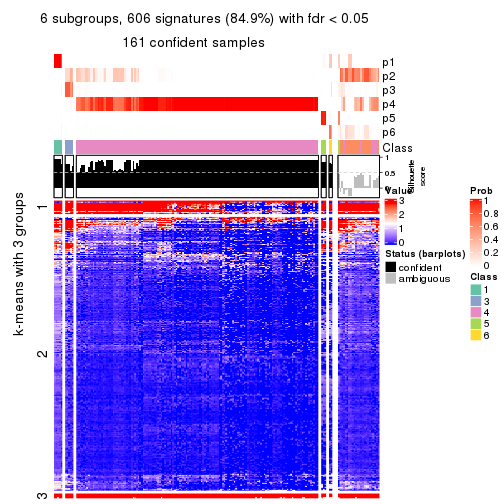 6 subgroups, 606 signatures (84.9%) with fdr < 0.05
161 confident samples
p1
p2
p3
p4
p5
p6
Class
1
0.5
0
Silhouette
score
k-means with 3 groups
1
2
3
Value
3
2
1
0
Status (barplots)
confident
ambiguous
Prob
1
0.8
0.6
0.4
0.2
0
Class
1
3
4
5
6